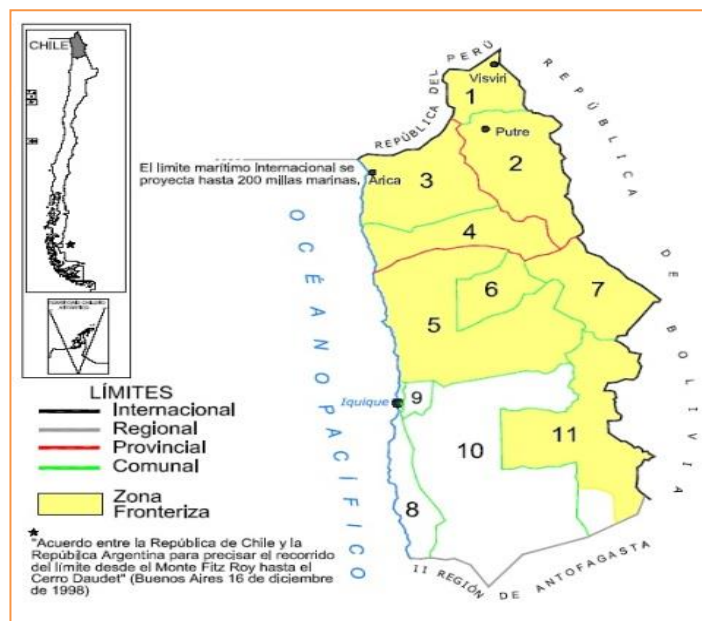 CHILE
REPÚBLICA DEL PERÚ
REPÚBLICA DE BOLIVIA
Visviri
1
Putre
2
El limite marítimo internacional se
proyecta hasta 200 millas marinas.
Arica
3
4
OCÉANO PACÍFICO
6
7
5
Iquique
9
10
11
8
LÍMITES
Internacional
Regional
Provincial
Comunal
Zona
Fronteriza
II REGIÓN DE ANTOFAGASTA
"Acuerdo entre la República de Chile y la
República Argentina para precisar el recorrido
del límite desde el Monte Fitz Roy hasta el
Cerro Daudet" (Buenos Aires 16 de diciembre
de 1998)